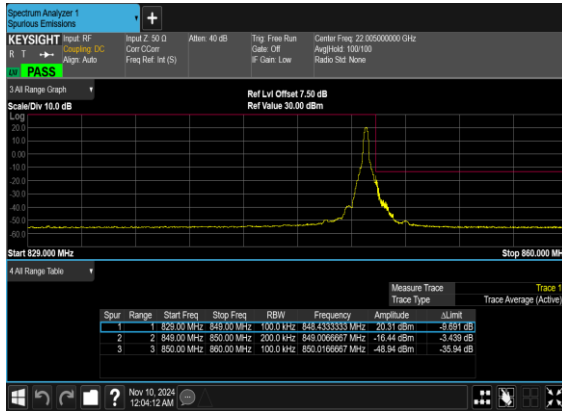 Spectrum Analyzer 1
Spurious Emissions
KEYSIGHT Input: RF Input Z: 50 Ω Atten: 40 dB Trig: Free Run Center Freq: 22.005000000 GHz
R T Coupling: DC Corr CCorr Gate: Off Avg|Hold: 100/100
Align: Auto Freq Ref: Int (S) IF Gain: Low Radio Std: None
LW PASS
3 All Range Graph
Ref Lvl Offset 7.50 dB
Scale/Div 10.0 dB Ref Value 30.00 dBm
Log
20.0
10.0
0.00
-10.0
-20.0
-30.0
-40.0
-50.0
-60.0
Start 829.000 MHz Stop 860.000 MHz
4 All Range Table
Measure Trace Trace 1
Trace Type Trace Average (Active)
Spur Range Start Freq Stop Freq RBW Frequency Amplitude ΔLimit
1 1 829.00 MHz 849.00 MHz 100.0 kHz 848.4333333 MHz 20.31 dBm -9.691 dB
2 2 849.00 MHz 850.00 MHz 200.0 kHz 849.0066667 MHz -16.44 dBm -3.439 dB
3 3 850.00 MHz 860.00 MHz 100.0 kHz 850.0166667 MHz -48.94 dBm -35.94 dB
? Nov 10, 2024
12:04:12 AM